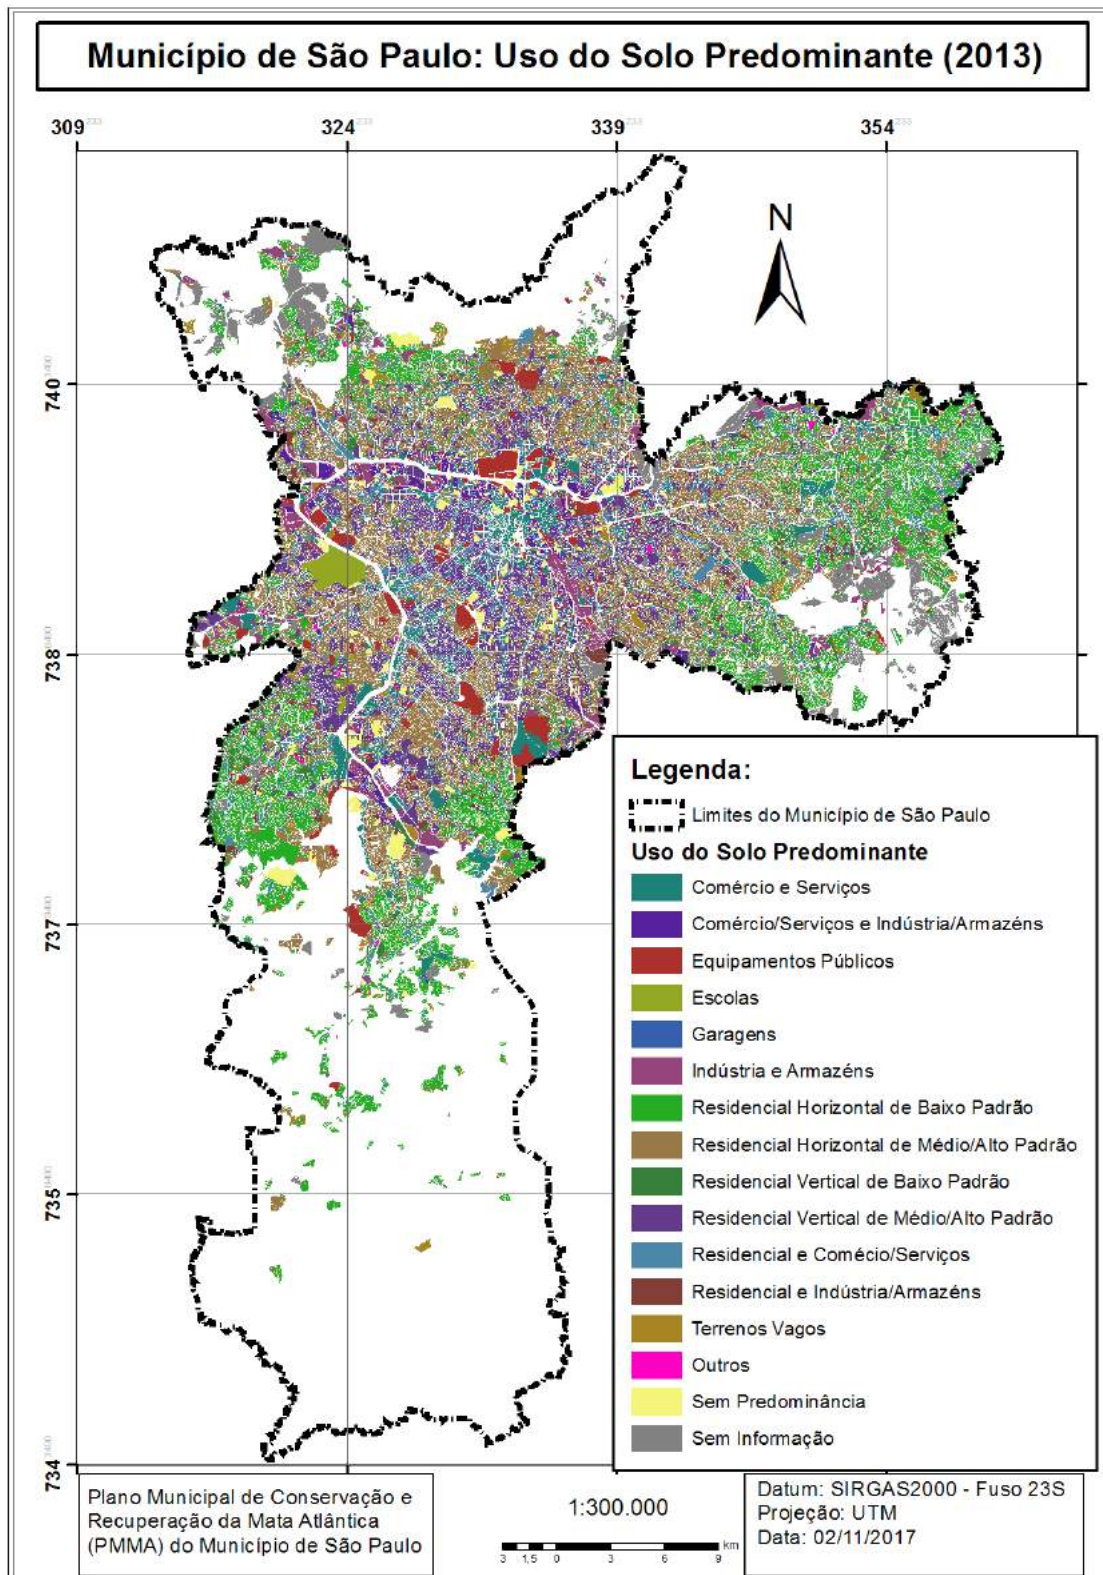 Município de São Paulo: Uso do Solo Predominante (2013)
309 324 339 354
N
740
738
737
735
734
Legenda:
Limites do Município de São Paulo
Uso do Solo Predominante
Comércio e Serviços
Comércio/Serviços e Indústria/Armazéns
Equipamentos Públicos
Escolas
Garagens
Indústria e Armazéns
Residencial Horizontal de Baixo Padrão
Residencial Horizontal de Médio/Alto Padrão
Residencial Vertical de Baixo Padrão
Residencial Vertical de Médio/Alto Padrão
Residencial e Comécio/Serviços
Residencial e Indústria/Armazéns
Terrenos Vagos
Outros
Sem Predominância
Sem Informação
Plano Municipal de Conservação e
Recuperação da Mata Atlântica
(PMMA) do Município de São Paulo
1:300.000
km
3 1,5 0 3 6 9
Datum: SIRGAS2000 - Fuso 23S
Projeção: UTM
Data: 02/11/2017